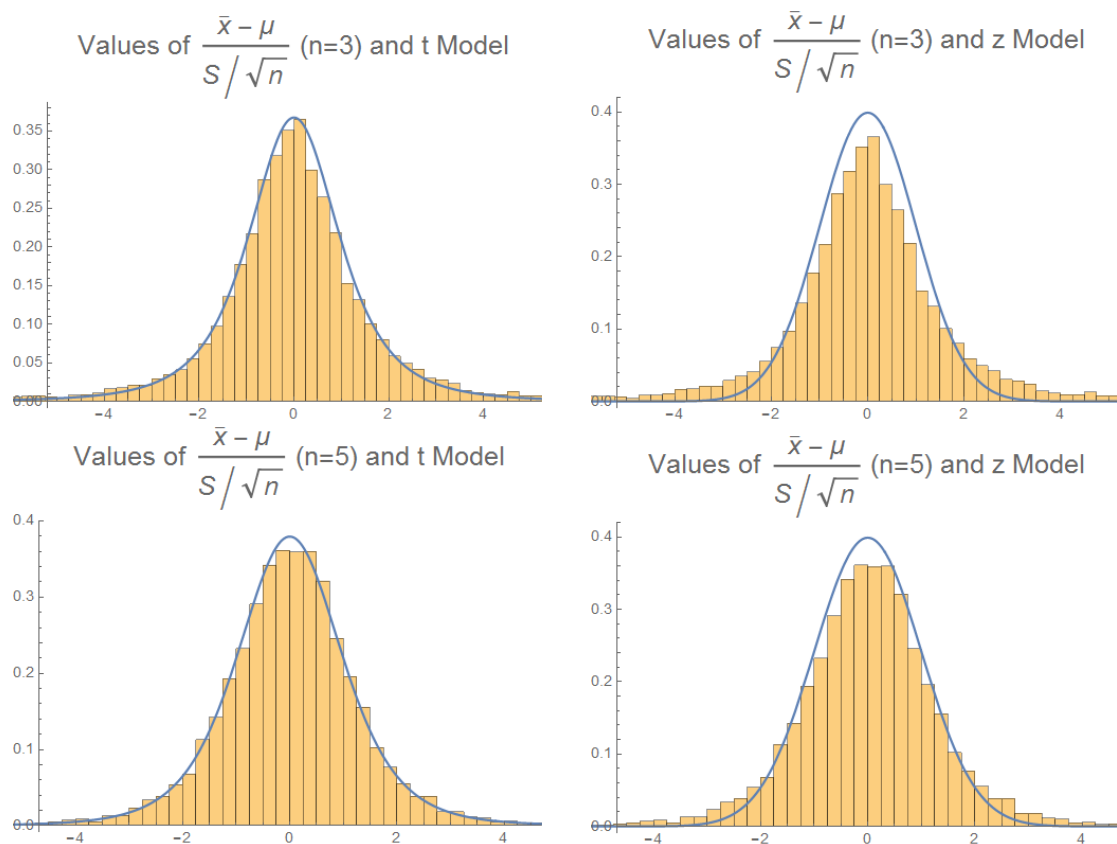 Values of (x̄ − μ)/(S/√n) (n=3) and t Model
0.35
0.30
0.25
0.20
0.15
0.10
0.05
0.00
−4 −2 0 2 4
Values of (x̄ − μ)/(S/√n) (n=3) and z Model
0.4
0.3
0.2
0.1
0.0
−4 −2 0 2 4
Values of (x̄ − μ)/(S/√n) (n=5) and t Model
0.4
0.3
0.2
0.1
0.0
−4 −2 0 2 4
Values of (x̄ − μ)/(S/√n) (n=5) and z Model
0.4
0.3
0.2
0.1
0.0
−4 −2 0 2 4